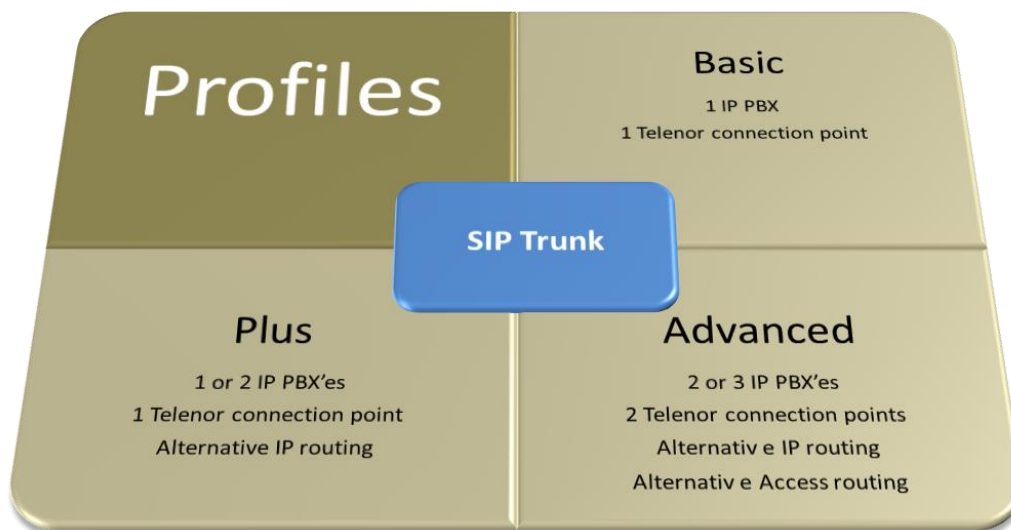 Profiles
Basic
1 IP PBX
1 Telenor connection point
SIP Trunk
Plus
1 or 2 IP PBX'es
1 Telenor connection point
Alternative IP routing
Advanced
2 or 3 IP PBX'es
2 Telenor connection points
Alternativ e IP routing
Alternativ e Access routing